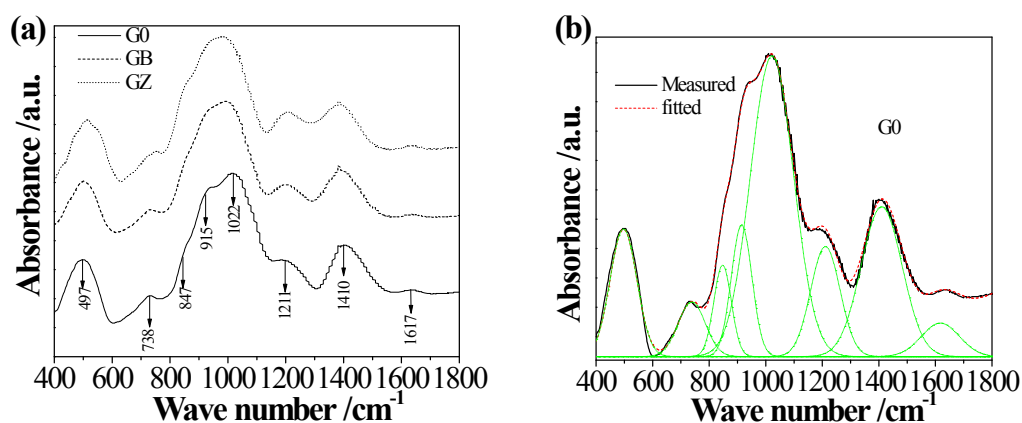 (a)
G0
GB
GZ
497
738
847
915
1022
1211
1410
1617
Absorbance /a.u.
400 600 800 1000 1200 1400 1600 1800
Wave number /cm⁻¹
(b)
Measured
fitted
G0
Absorbance /a.u.
400 600 800 1000 1200 1400 1600 1800
Wave number /cm⁻¹